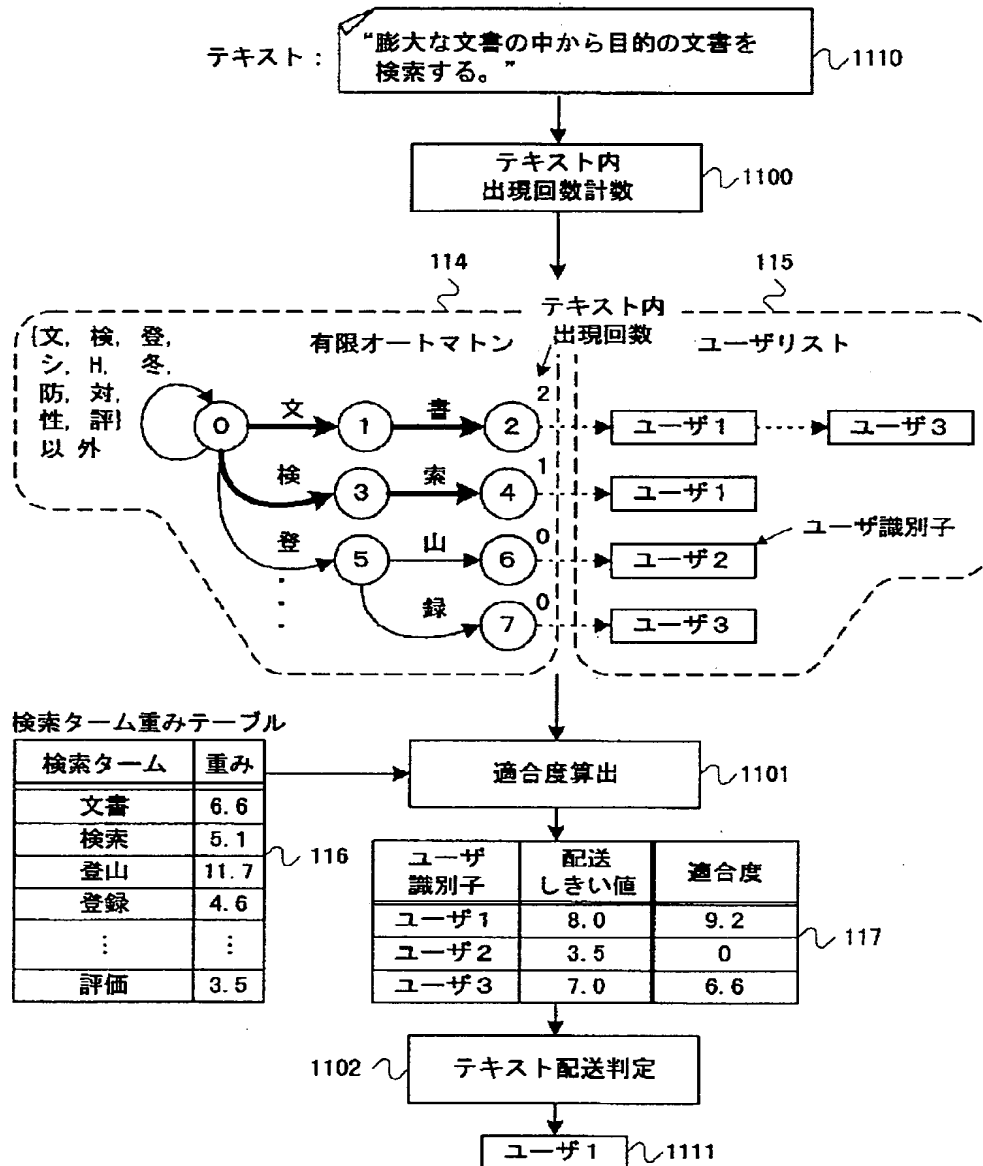 テキスト：
“膨大な文書の中から目的の文書を
検索する。”
1110
テキスト内
出現回数計数
1100
114
115
テキスト内
出現回数
{文, 検, 登,
シ, H, 冬,
防, 対,
性, 評}
以外
有限オートマトン
ユーザリスト
0
文
1
書
2
2
ユーザ1
ユーザ3
検
3
索
4
1
ユーザ1
ユーザ識別子
登
5
山
6
0
ユーザ2
録
7
0
ユーザ3
検索ターム重みテーブル
検索ターム 重み
文書 6.6
検索 5.1
登山 11.7
登録 4.6
⋮ ⋮
評価 3.5
116
適合度算出
1101
ユーザ
識別子
配送
しきい値
適合度
ユーザ1 8.0 9.2
ユーザ2 3.5 0
ユーザ3 7.0 6.6
117
1102
テキスト配送判定
ユーザ1
1111